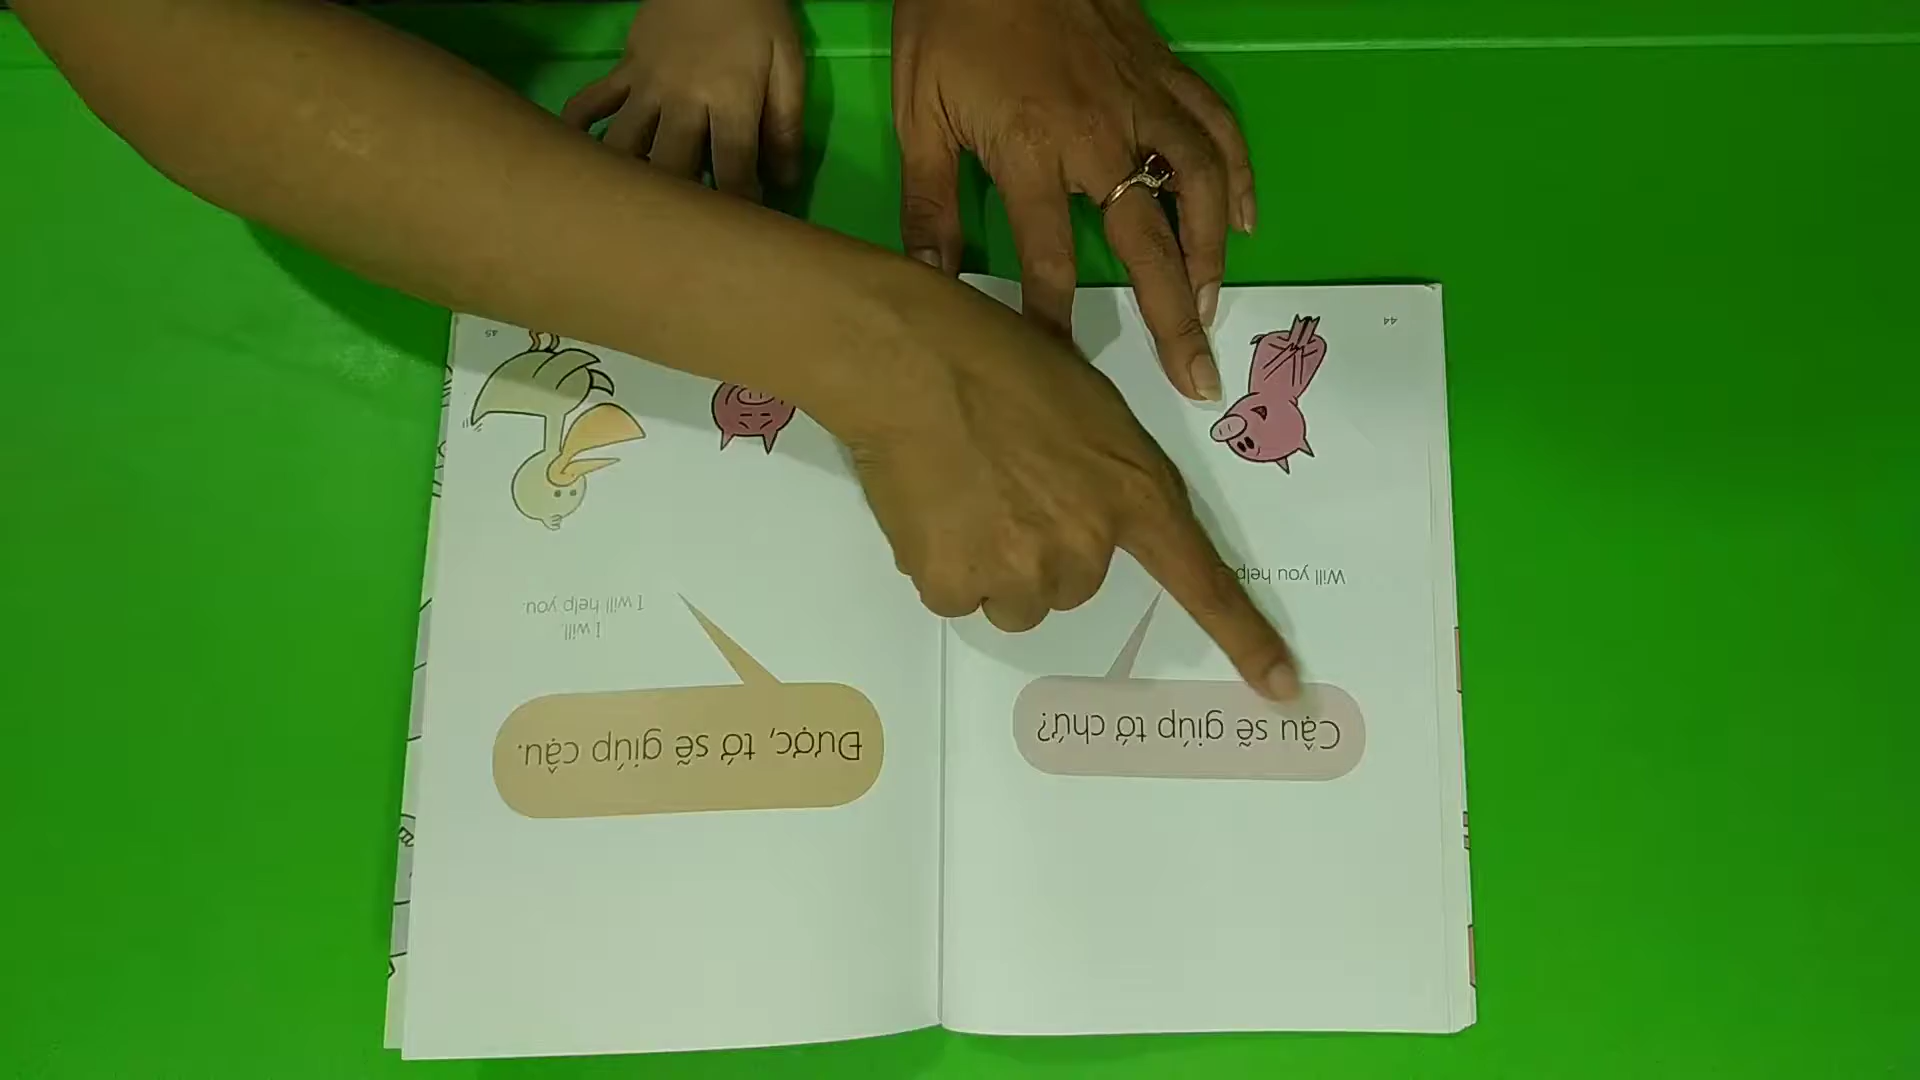 44
Cậu sẽ giúp tớ chứ?
Will you help
45
Được, tớ sẽ giúp cậu.
I will.
I will help you.